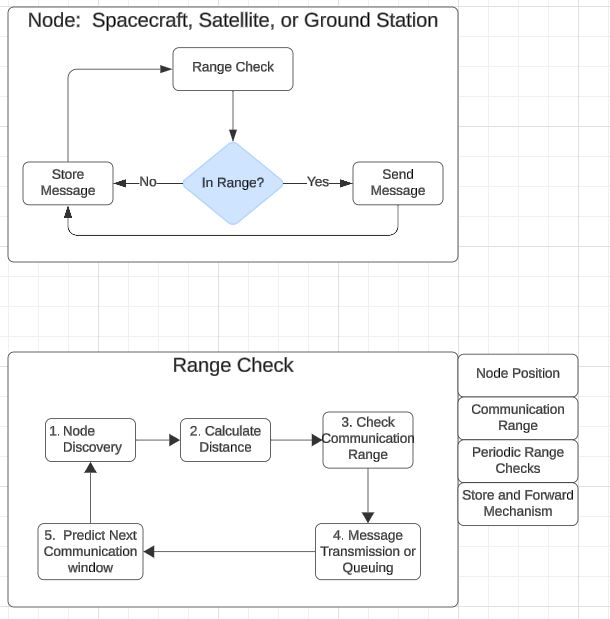 Node:  Spacecraft, Satellite, or Ground Station
Range Check
Store
Message
No
In Range?
Yes
Send
Message
Range Check
1. Node
Discovery
2. Calculate
Distance
3. Check
Communication
Range
5.  Predict Next
Communication
window
4. Message
Transmission or
Queuing
Node Position
Communication
Range
Periodic Range
Checks
Store and Forward
Mechanism